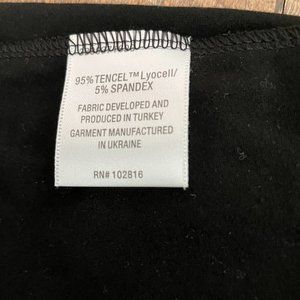 95% TENCEL™ Lyocell/
5% SPANDEX
FABRIC DEVELOPED AND
PRODUCED IN TURKEY
GARMENT MANUFACTURED
IN UKRAINE
RN# 102816